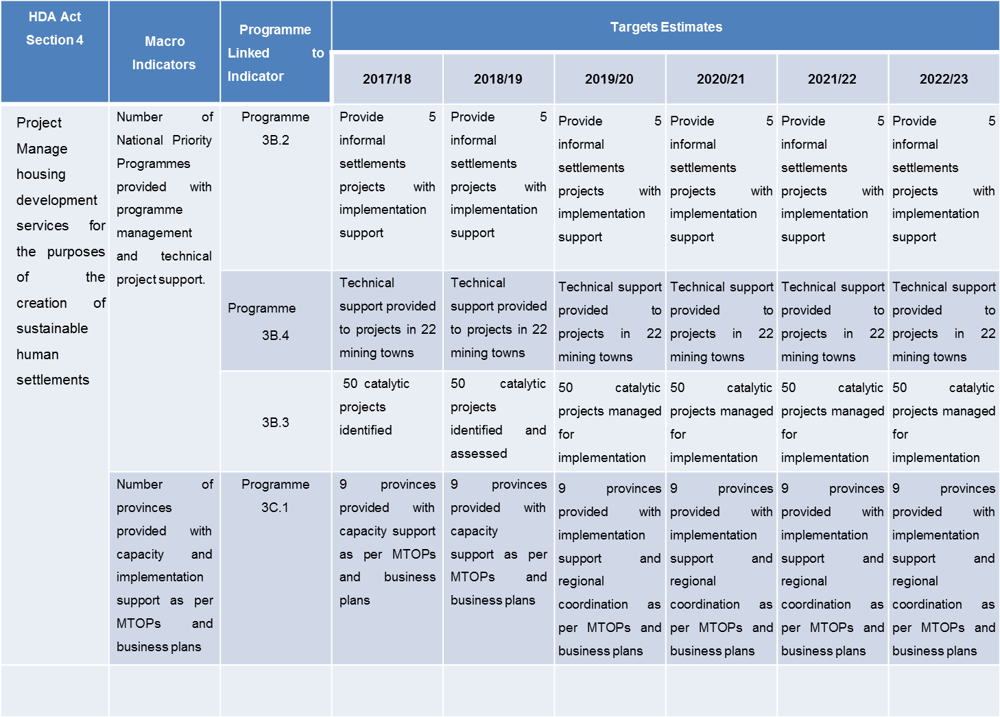 HDA Act
Section 4
Macro
Indicators
Programme
Linked to
Indicator
Targets Estimates
2017/18
2018/19
2019/20
2020/21
2021/22
2022/23
Project
Manage
housing
development
services for
the purposes
of the
creation of
sustainable
human
settlements
Number of
National Priority
Programmes
provided with
programme
management
and technical
project support.
Programme
3B.2
Provide 5
informal
settlements
projects with
implementation
support
Provide 5
informal
settlements
projects with
implementation
support
Provide 5
informal
settlements
projects with
implementation
support
Provide 5
informal
settlements
projects with
implementation
support
Provide 5
informal
settlements
projects with
implementation
support
Provide 5
informal
settlements
projects with
implementation
support
Programme
3B.4
Technical
support provided
to projects in 22
mining towns
Technical
support provided
to projects in 22
mining towns
Technical support
provided to
projects in 22
mining towns
Technical support
provided to
projects in 22
mining towns
Technical support
provided to
projects in 22
mining towns
Technical support
provided to
projects in 22
mining towns
3B.3
50 catalytic
projects
identified
50 catalytic
projects
identified and
assessed
50 catalytic
projects managed
for
implementation
50 catalytic
projects managed
for
implementation
50 catalytic
projects managed
for
implementation
50 catalytic
projects managed
for
implementation
Number of
provinces
provided with
capacity and
implementation
support as per
MTOPs and
business plans
Programme
3C.1
9 provinces
provided with
capacity support
as per MTOPs
and business
plans
9 provinces
provided with
capacity
support as per
MTOPs and
business plans
9 provinces
provided with
implementation
support and
regional
coordination as
per MTOPs and
business plans
9 provinces
provided with
implementation
support and
regional
coordination as
per MTOPs and
business plans
9 provinces
provided with
implementation
support and
regional
coordination as
per MTOPs and
business plans
9 provinces
provided with
implementation
support and
regional
coordination as
per MTOPs and
business plans